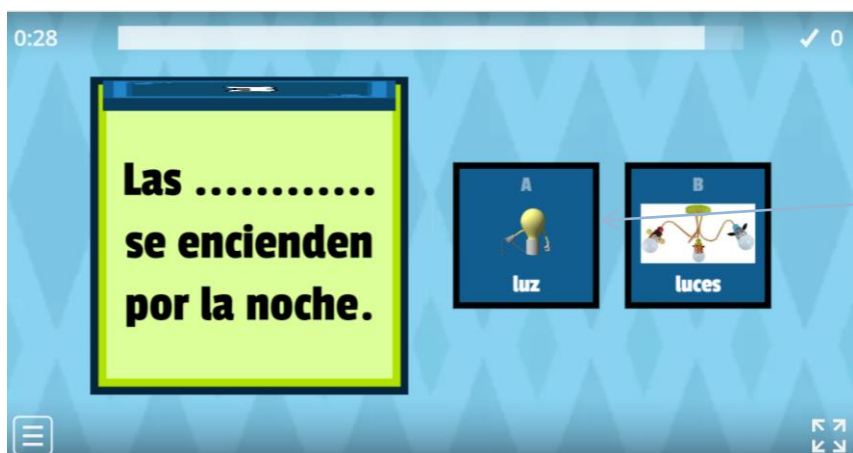 0:28
✓ 0
Las ............
se encienden
por la noche.
A
luz
B
luces